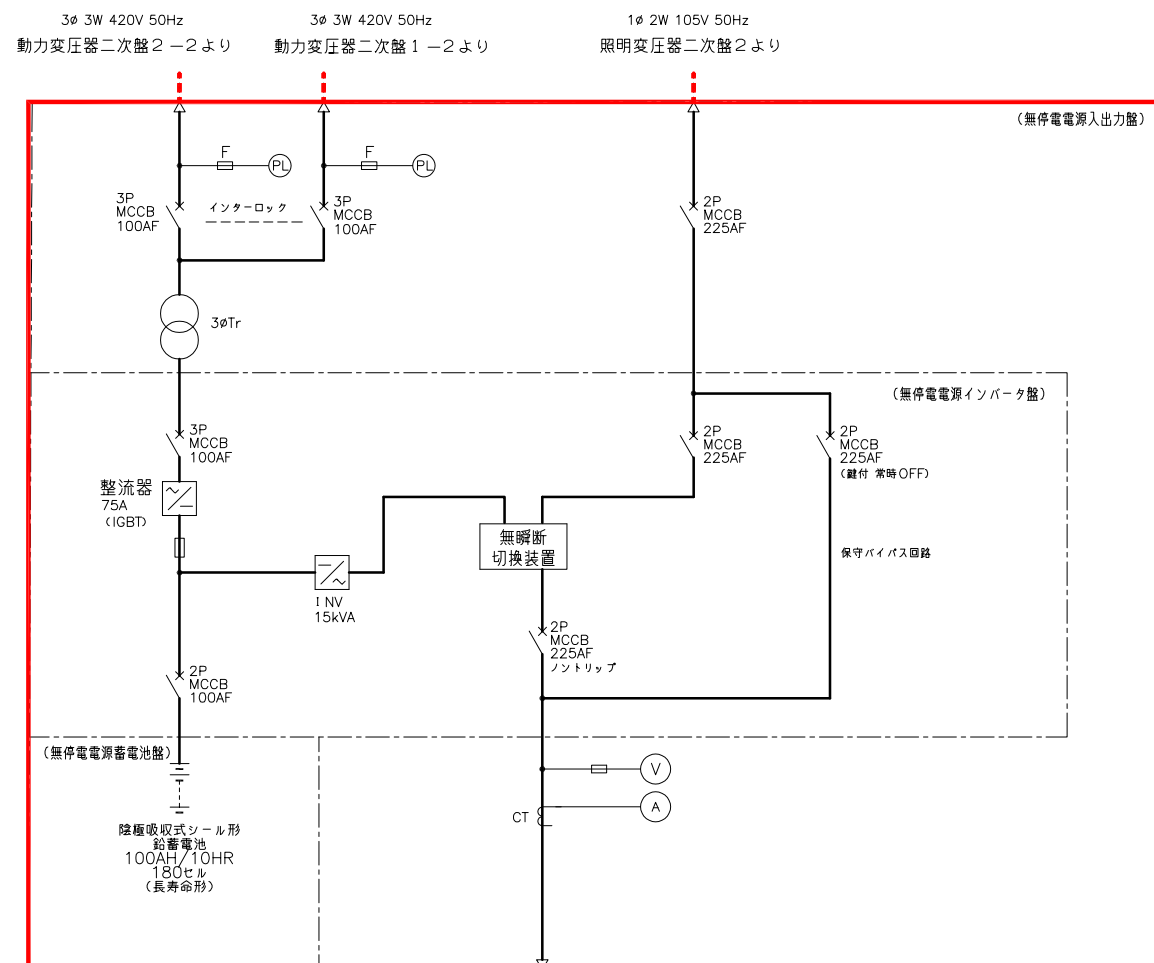 3φ 3W 420V 50Hz
動力変圧器二次盤2-2より
3φ 3W 420V 50Hz
動力変圧器二次盤1-2より
1φ 2W 105V 50Hz
照明変圧器二次盤2より
(無停電電源入出力盤)
F
PL
F
PL
3P
MCCB
100AF
インターロック
3P
MCCB
100AF
2P
MCCB
225AF
3φTr
(無停電電源インバータ盤)
3P
MCCB
100AF
2P
MCCB
225AF
2P
MCCB
225AF
(鍵付 常時OFF)
整流器
75A
(IGBT)
無瞬断
切換装置
保守バイパス回路
INV
15kVA
2P
MCCB
225AF
ノントリップ
2P
MCCB
100AF
(無停電電源蓄電池盤)
V
A
CT
陰極吸収式シール形
鉛蓄電池
100AH/10HR
180セル
(長寿命形)